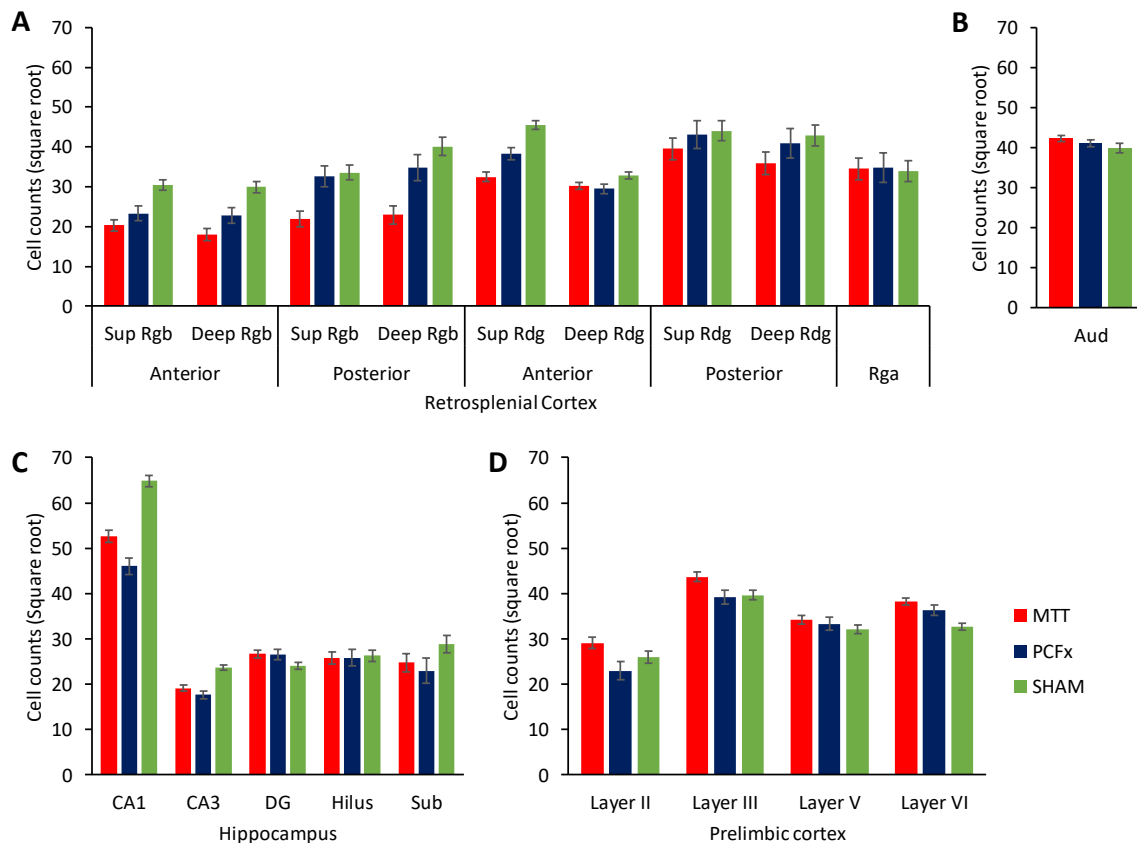 A
Cell counts (square root)
70
60
50
40
30
20
10
0
Sup Rgb Deep Rgb Sup Rgb Deep Rgb Sup Rdg Deep Rdg Sup Rdg Deep Rdg
Anterior Posterior Anterior Posterior Rga
Retrosplenial Cortex
B
Cell counts (square root)
70
60
50
40
30
20
10
0
Aud
C
Cell counts (Square root)
70
60
50
40
30
20
10
0
CA1 CA3 DG Hilus Sub
Hippocampus
D
Cell counts (square root)
70
60
50
40
30
20
10
0
Layer II Layer III Layer V Layer VI
Prelimbic cortex
MTT
PCFx
SHAM